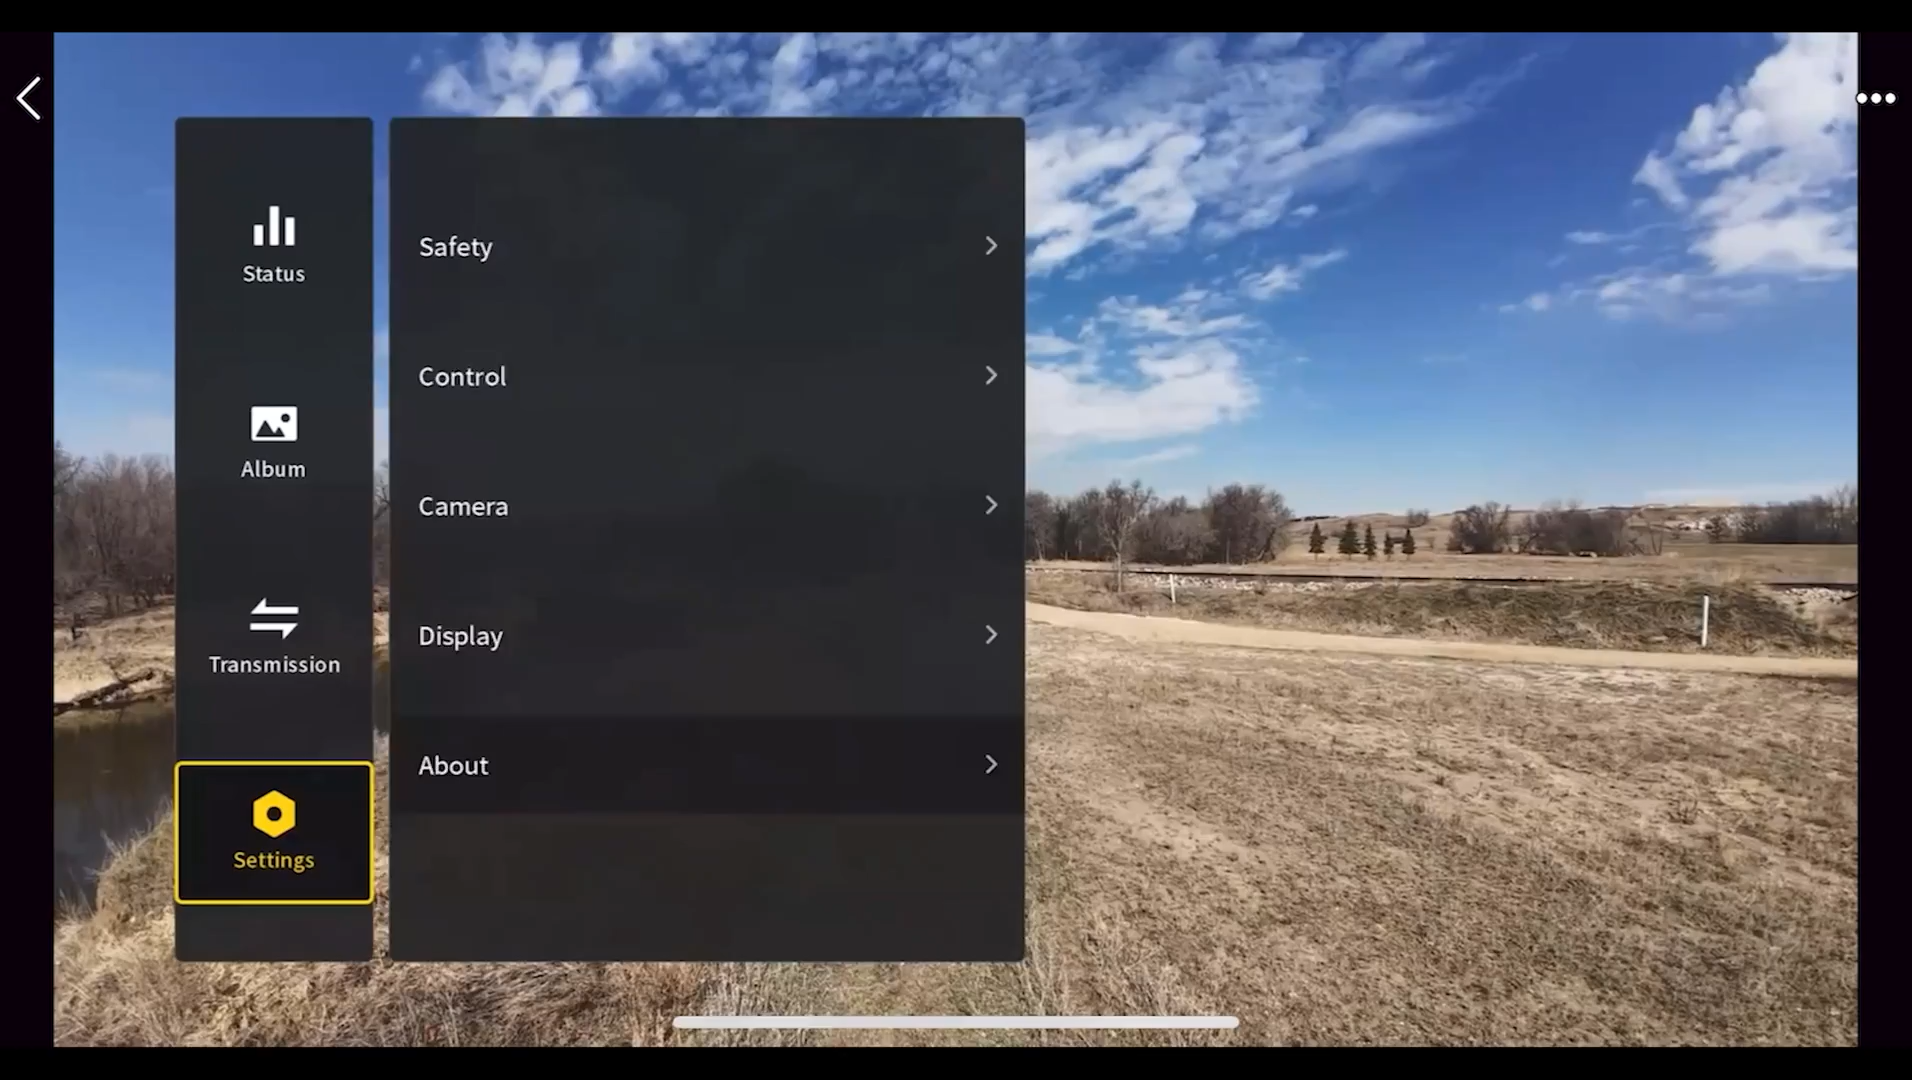 Status
Album
Transmission
Settings
Safety
Control
Camera
Display
About